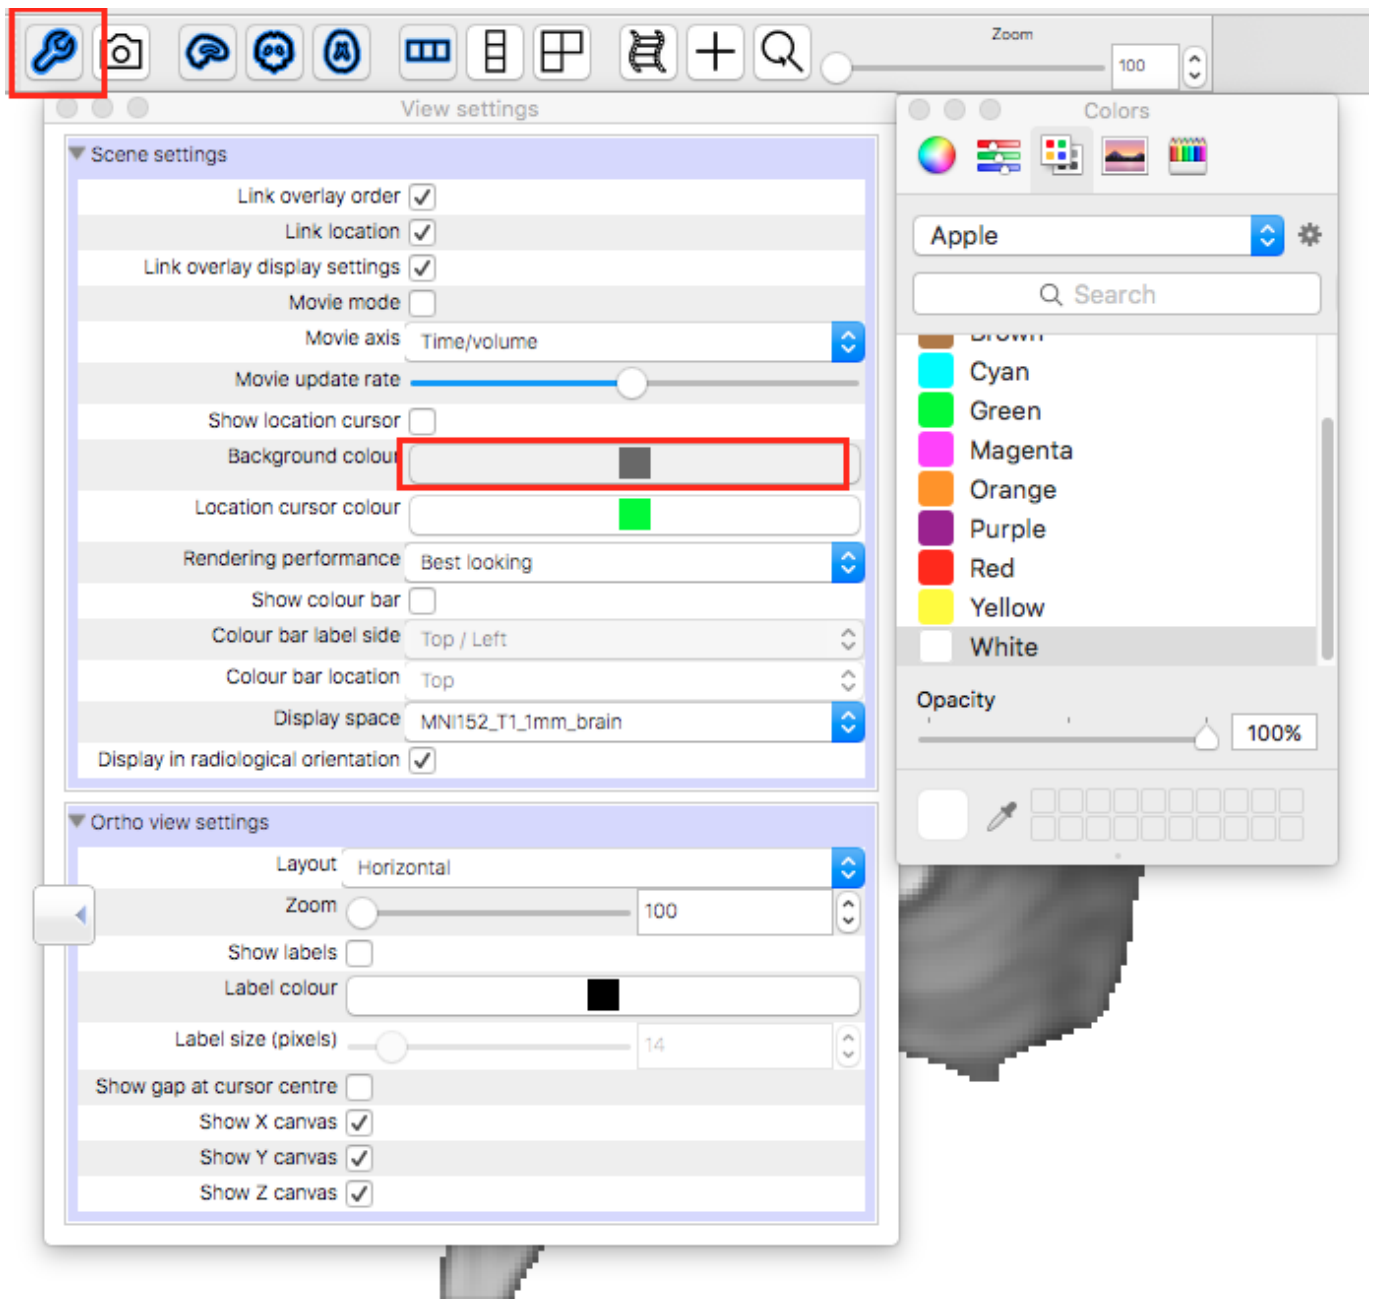 Zoom
100
View settings
Scene settings
Link overlay order
Link location
Link overlay display settings
Movie mode
Movie axis Time/volume
Movie update rate
Show location cursor
Background colour
Location cursor colour
Rendering performance Best looking
Show colour bar
Colour bar label side Top / Left
Colour bar location Top
Display space MNI152_T1_1mm_brain
Display in radiological orientation
Ortho view settings
Layout Horizontal
Zoom 100
Show labels
Label colour
Label size (pixels) 14
Show gap at cursor centre
Show X canvas
Show Y canvas
Show Z canvas
Colors
Apple
Search
Brown
Cyan
Green
Magenta
Orange
Purple
Red
Yellow
White
Opacity
100%